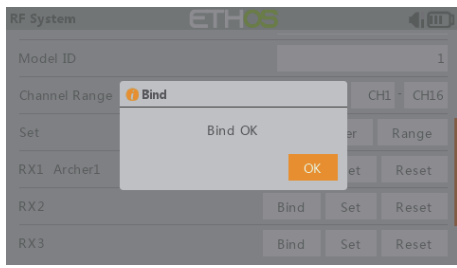 RF System ETHOS
Model ID 1
Channel Range CH1 - CH16
Bind
Set Range
Bind OK
OK
RX1 Archer1 Reset
RX2 Bind Set Reset
RX3 Bind Set Reset